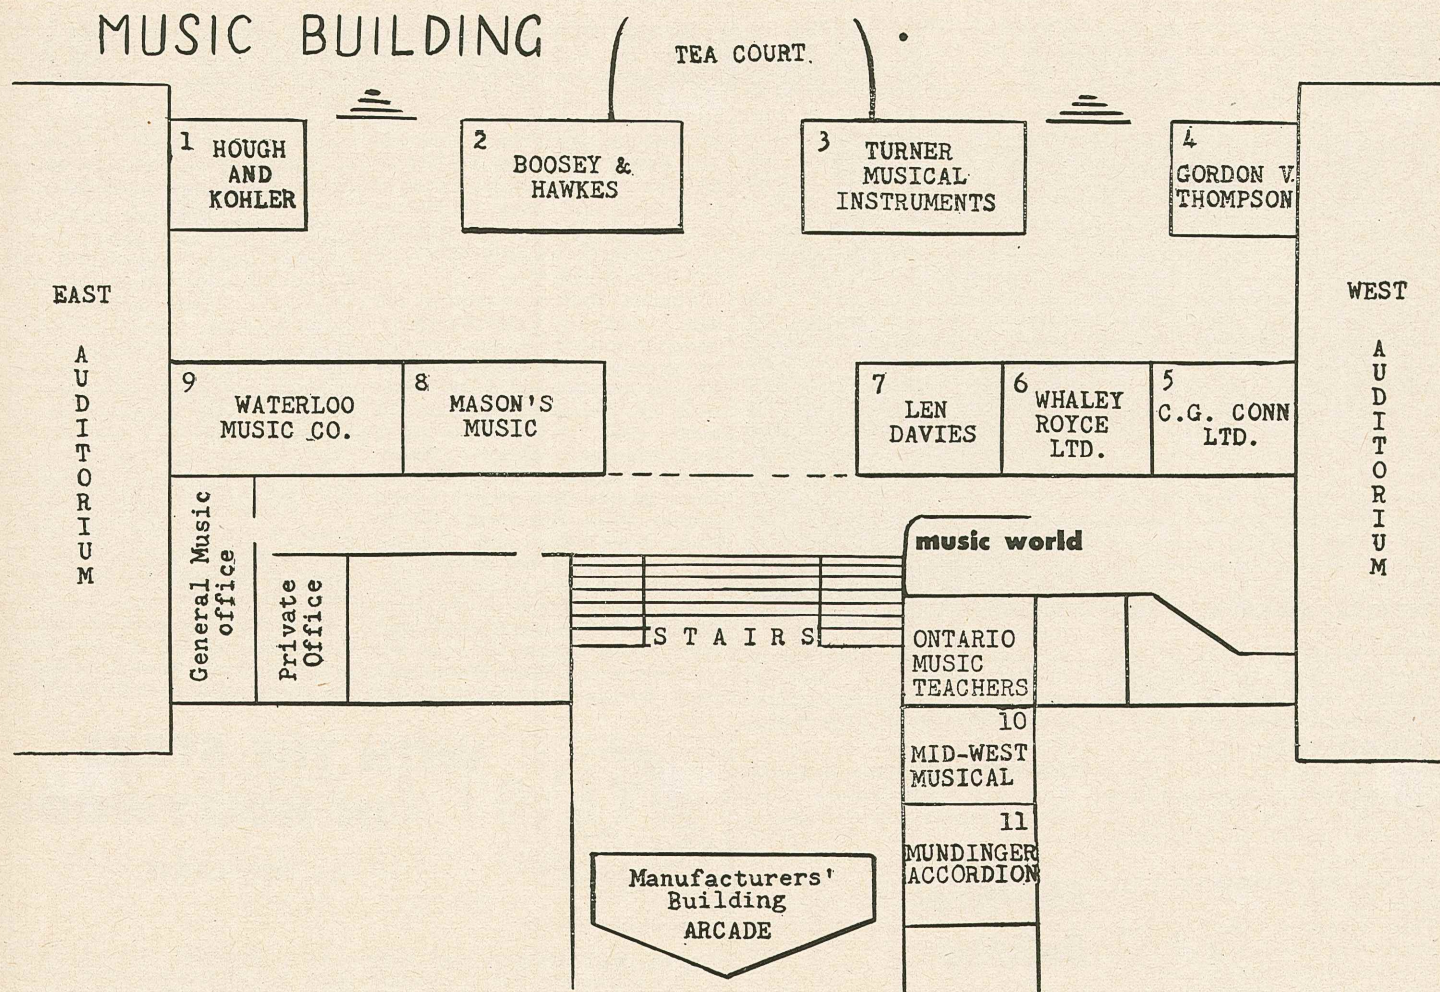 MUSIC BUILDING
TEA COURT.
1
HOUGH
AND
KOHLER
2
BOOSEY &
HAWKES
3
TURNER
MUSICAL
INSTRUMENTS
4
GORDON V.
THOMPSON
EAST
AUDITORIUM
WEST
AUDITORIUM
9
WATERLOO
MUSIC CO.
8
MASON'S
MUSIC
7
LEN
DAVIES
6
WHALEY
ROYCE
LTD.
5
C.G. CONN
LTD.
General Music
office
Private
Office
STAIRS
music world
ONTARIO
MUSIC
TEACHERS
10
MID-WEST
MUSICAL
11
MUNDINGER
ACCORDION
Manufacturers'
Building
ARCADE